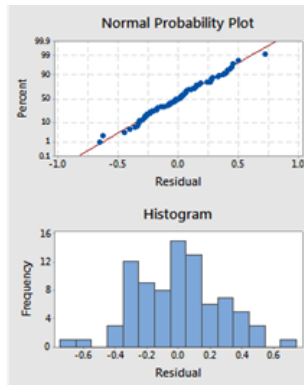 Normal Probability Plot
99.9
99
90
50
10
1
0.1
Percent
-1.0 -0.5 0.0 0.5 1.0
Residual
Histogram
16
12
8
4
0
Frequency
-0.6 -0.4 -0.2 0.0 0.2 0.4 0.6
Residual